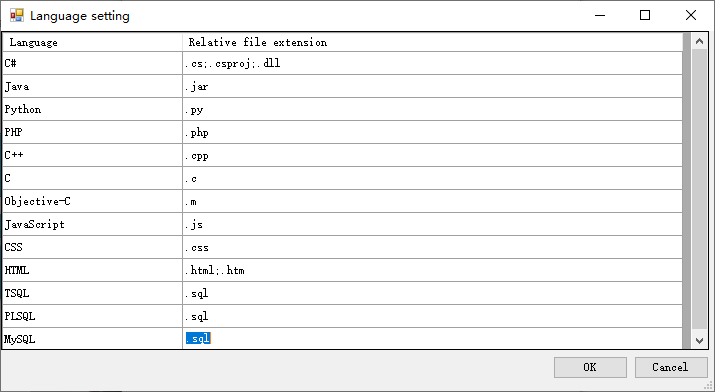 Language setting
Language Relative file extension
C# .cs;.csproj;.dll
Java .jar
Python .py
PHP .php
C++ .cpp
C .c
Objective-C .m
JavaScript .js
CSS .css
HTML .html;.htm
TSQL .sql
PLSQL .sql
MySQL .sql
OK Cancel